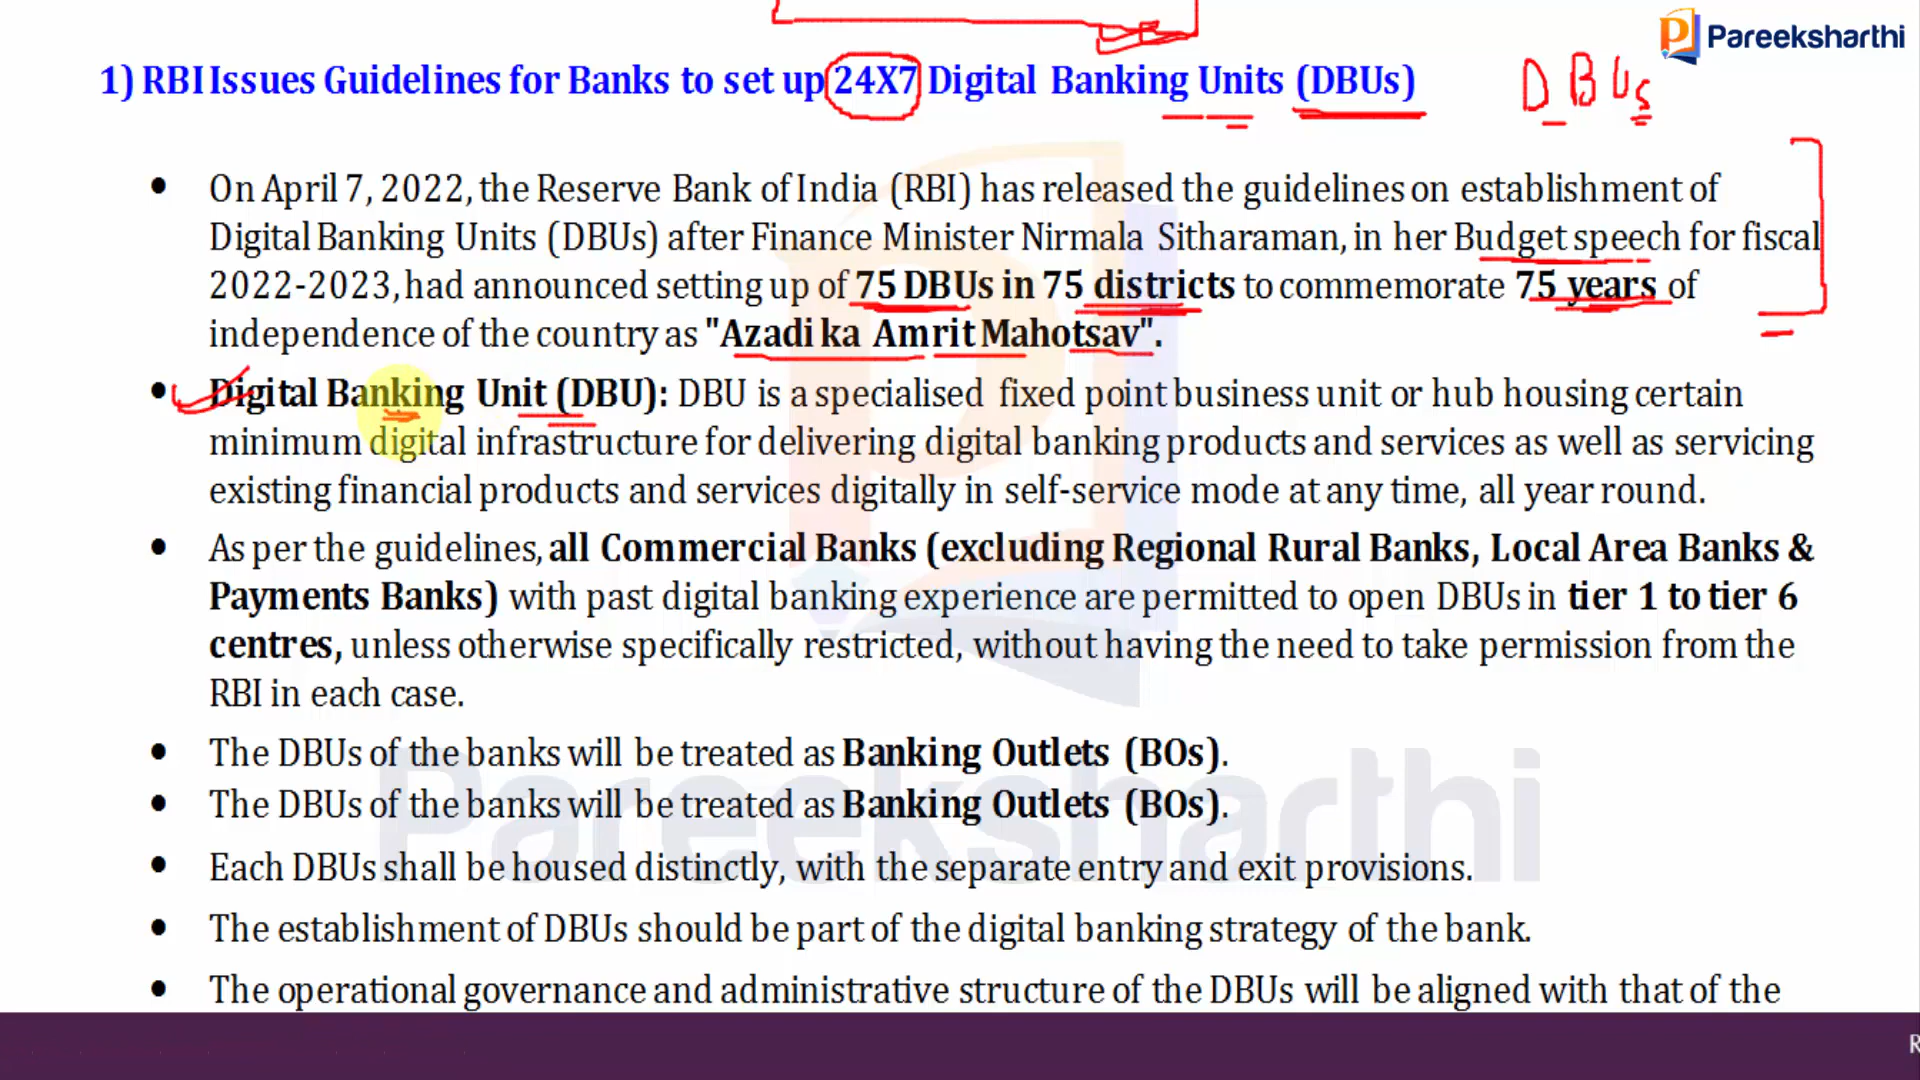 Pareeksharthi
1) RBI Issues Guidelines for Banks to set up 24X7 Digital Banking Units (DBUs)
DBUs
On April 7, 2022, the Reserve Bank of India (RBI) has released the guidelines on establishment of
Digital Banking Units (DBUs) after Finance Minister Nirmala Sitharaman, in her Budget speech for fiscal
2022-2023, had announced setting up of 75 DBUs in 75 districts to commemorate 75 years of
independence of the country as "Azadi ka Amrit Mahotsav".
Digital Banking Unit (DBU): DBU is a specialised fixed point business unit or hub housing certain
minimum digital infrastructure for delivering digital banking products and services as well as servicing
existing financial products and services digitally in self-service mode at any time, all year round.
As per the guidelines, all Commercial Banks (excluding Regional Rural Banks, Local Area Banks &
Payments Banks) with past digital banking experience are permitted to open DBUs in tier 1 to tier 6
centres, unless otherwise specifically restricted, without having the need to take permission from the
RBI in each case.
The DBUs of the banks will be treated as Banking Outlets (BOs).
The DBUs of the banks will be treated as Banking Outlets (BOs).
Pareeksharthi
Each DBUs shall be housed distinctly, with the separate entry and exit provisions.
The establishment of DBUs should be part of the digital banking strategy of the bank.
The operational governance and administrative structure of the DBUs will be aligned with that of the
R